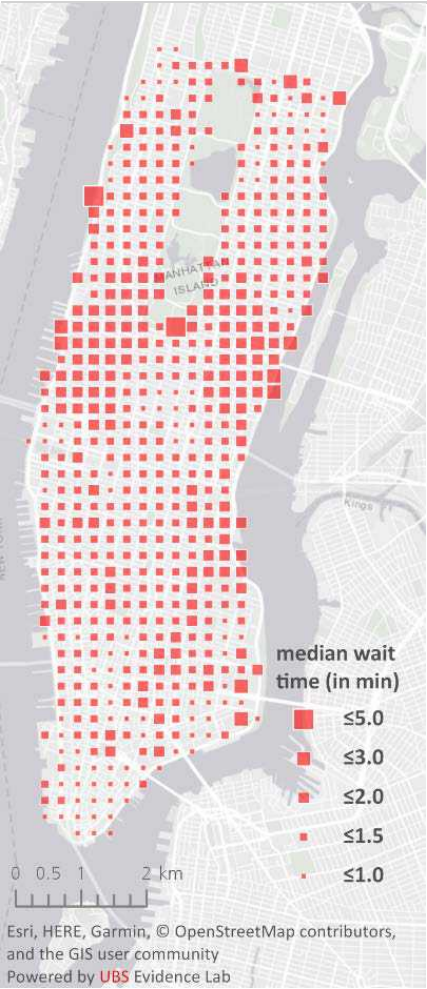 MANHATTAN
ISLAND
Kings
median wait
time (in min)
≤5.0
≤3.0
≤2.0
≤1.5
≤1.0
0 0.5 1 2 km
Esri, HERE, Garmin, © OpenStreetMap contributors,
and the GIS user community
Powered by UBS Evidence Lab